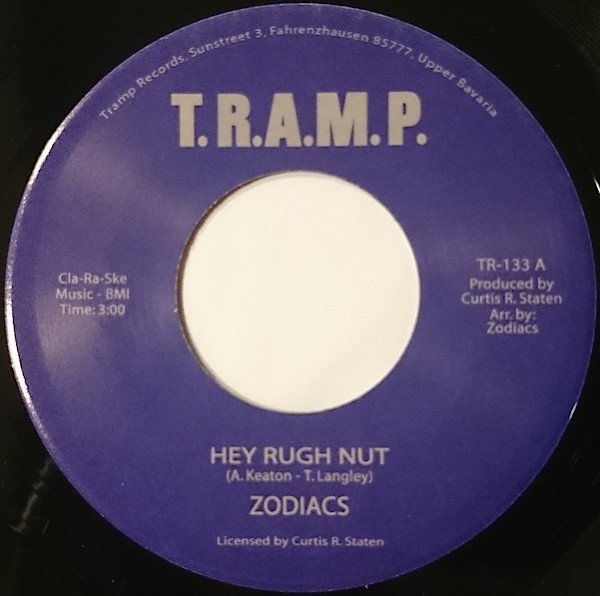 Tramp Records, Sunstreet 3, Fahrenzhausen 85777, Upper Bavaria
T.R.A.M.P.
Cla-Ra-Ske
Music - BMI
Time: 3:00
TR-133 A
Produced by
Curtis R. Staten
Arr. by:
Zodiacs
HEY RUGH NUT
(A. Keaton - T. Langley)
ZODIACS
Licensed by Curtis R. Staten